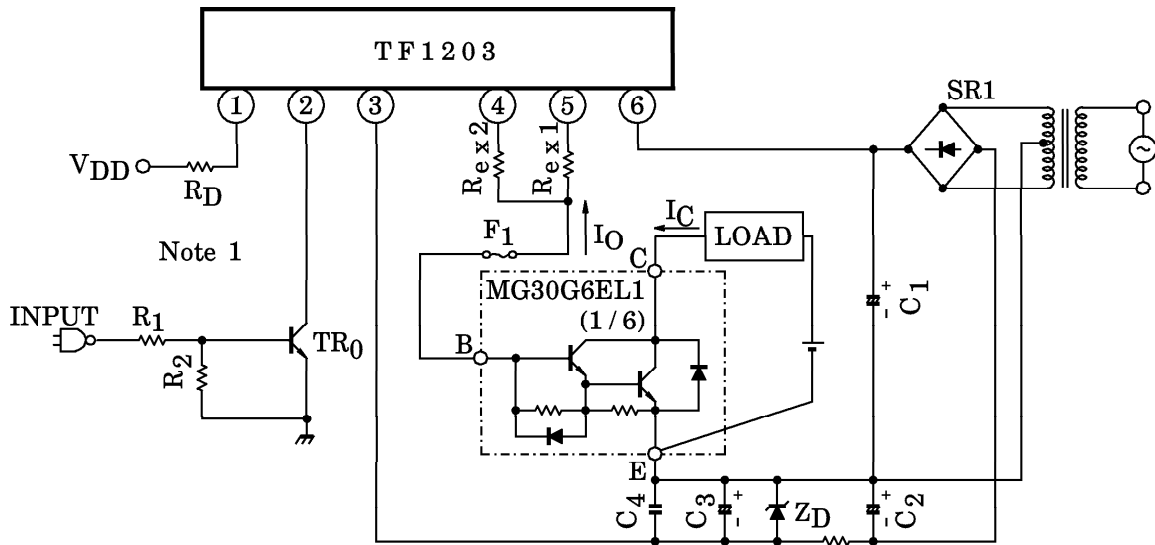 TF1203
1 2 3 4 5 6
SR1
VDD
RD
Rex2
Rex1
Note 1
F1
IO
IC
LOAD
C
MG30G6EL1
(1/6)
C1
INPUT
R1
R2
TR0
B
E
C4
C3
ZD
C2
+
-
+
-
+
-